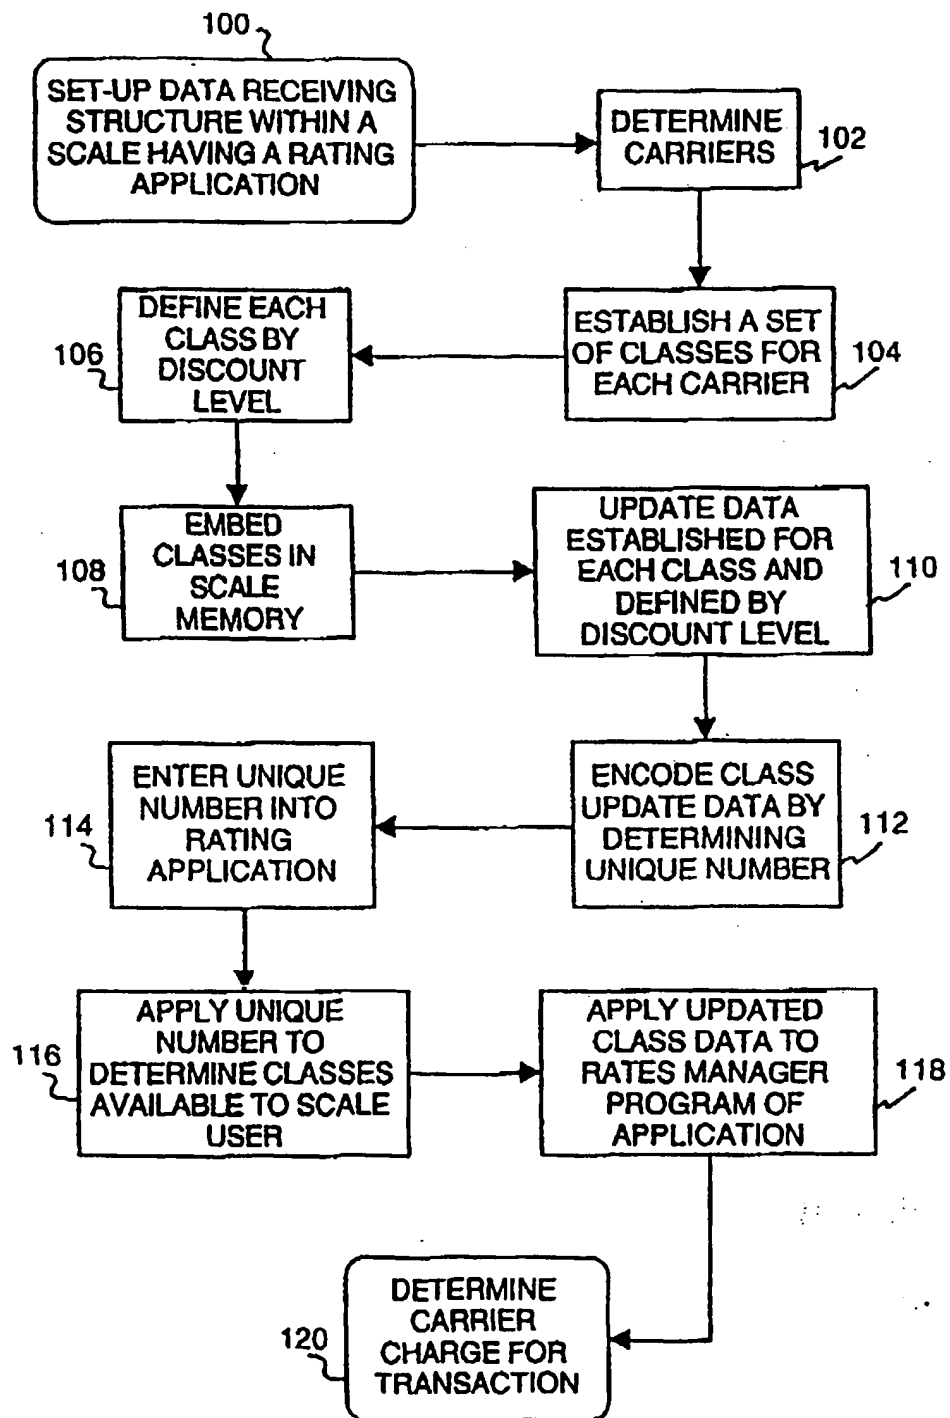 100
SET-UP DATA RECEIVING
STRUCTURE WITHIN A
SCALE HAVING A RATING
APPLICATION
DETERMINE
CARRIERS
102
ESTABLISH A SET
OF CLASSES FOR
EACH CARRIER
104
DEFINE EACH
CLASS BY
DISCOUNT
LEVEL
106
EMBED
CLASSES IN
SCALE
MEMORY
108
UPDATE DATA
ESTABLISHED FOR
EACH CLASS AND
DEFINED BY
DISCOUNT LEVEL
110
ENCODE CLASS
UPDATE DATA BY
DETERMINING
UNIQUE NUMBER
112
ENTER UNIQUE
NUMBER INTO
RATING
APPLICATION
114
APPLY UNIQUE
NUMBER TO
DETERMINE CLASSES
AVAILABLE TO SCALE
USER
116
APPLY UPDATED
CLASS DATA TO
RATES MANAGER
PROGRAM OF
APPLICATION
118
DETERMINE
CARRIER
CHARGE FOR
TRANSACTION
120